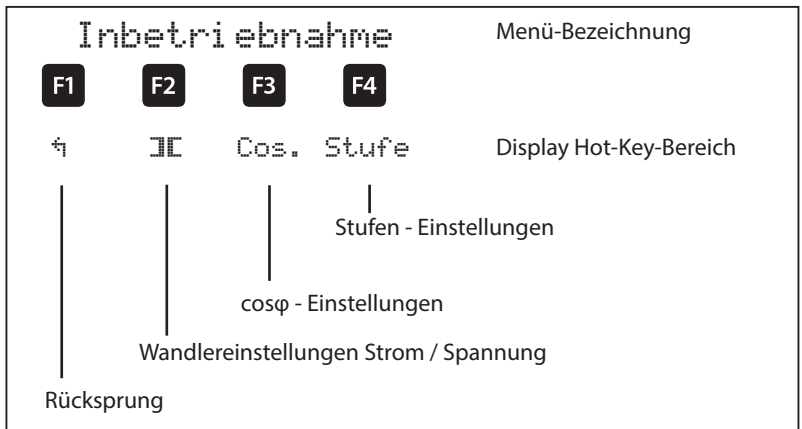 Inbetriebnahme Menü-Bezeichnung
F1 F2 F3 F4
Cos. Stufe Display Hot-Key-Bereich
Stufen - Einstellungen
cosφ - Einstellungen
Wandlereinstellungen Strom / Spannung
Rücksprung